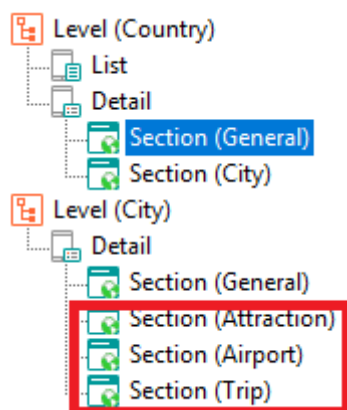 Level (Country)
List
Detail
Section (General)
Section (City)
Level (City)
Detail
Section (General)
Section (Attraction)
Section (Airport)
Section (Trip)